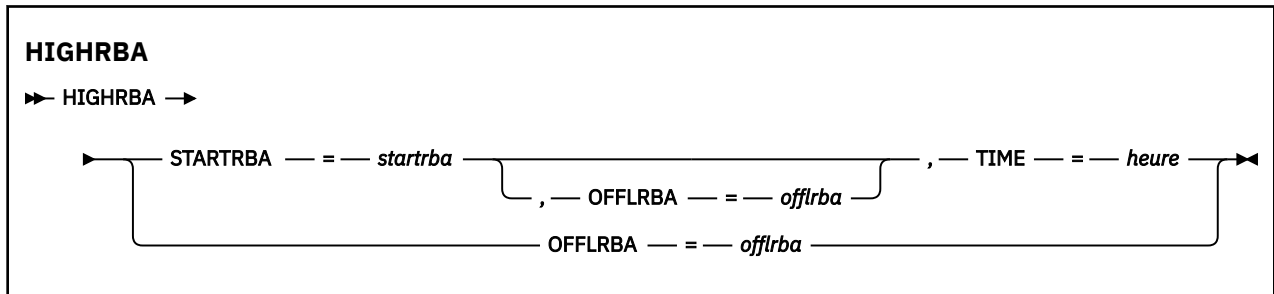 HIGHRBA
HIGHRBA
STARTRBA = startrba , TIME = heure
, OFFLRBA = offlrba
OFFLRBA = offlrba